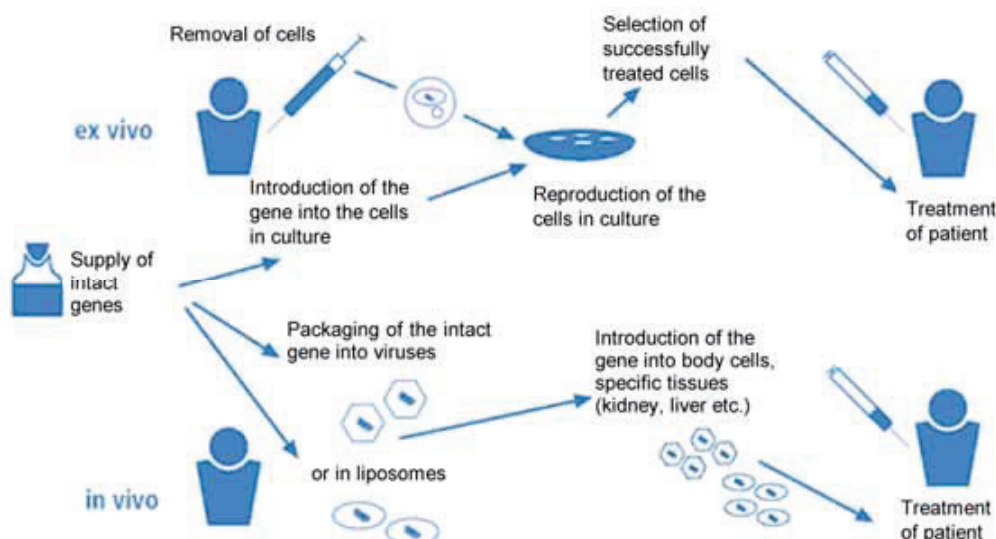 Removal of cells
Selection of
successfully
treated cells
ex vivo
Introduction of the
gene into the cells
in culture
Reproduction of the
cells in culture
Treatment
of patient
Supply of
intact
genes
Packaging of the intact
gene into viruses
Introduction of the
gene into body cells,
specific tissues
(kidney, liver etc.)
or in liposomes
in vivo
Treatment
of patient